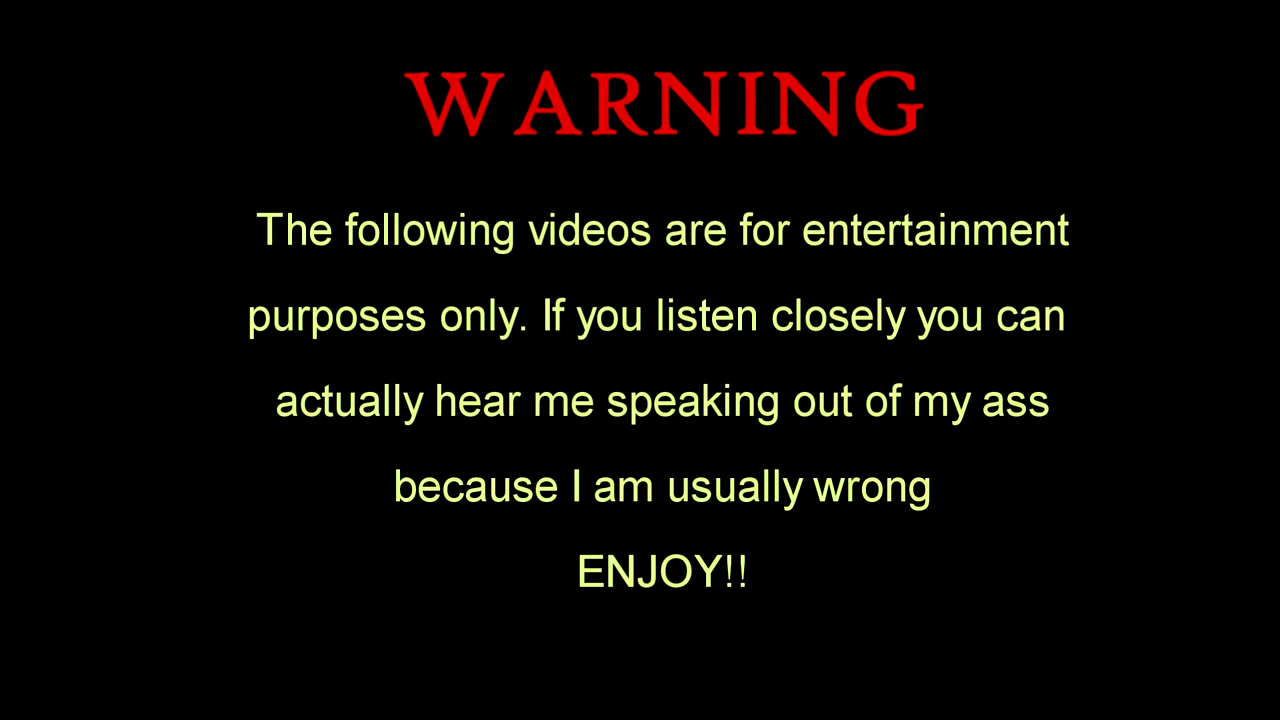 WARNING
The following videos are for entertainment
purposes only. If you listen closely you can
actually hear me speaking out of my ass
because I am usually wrong
ENJOY!!